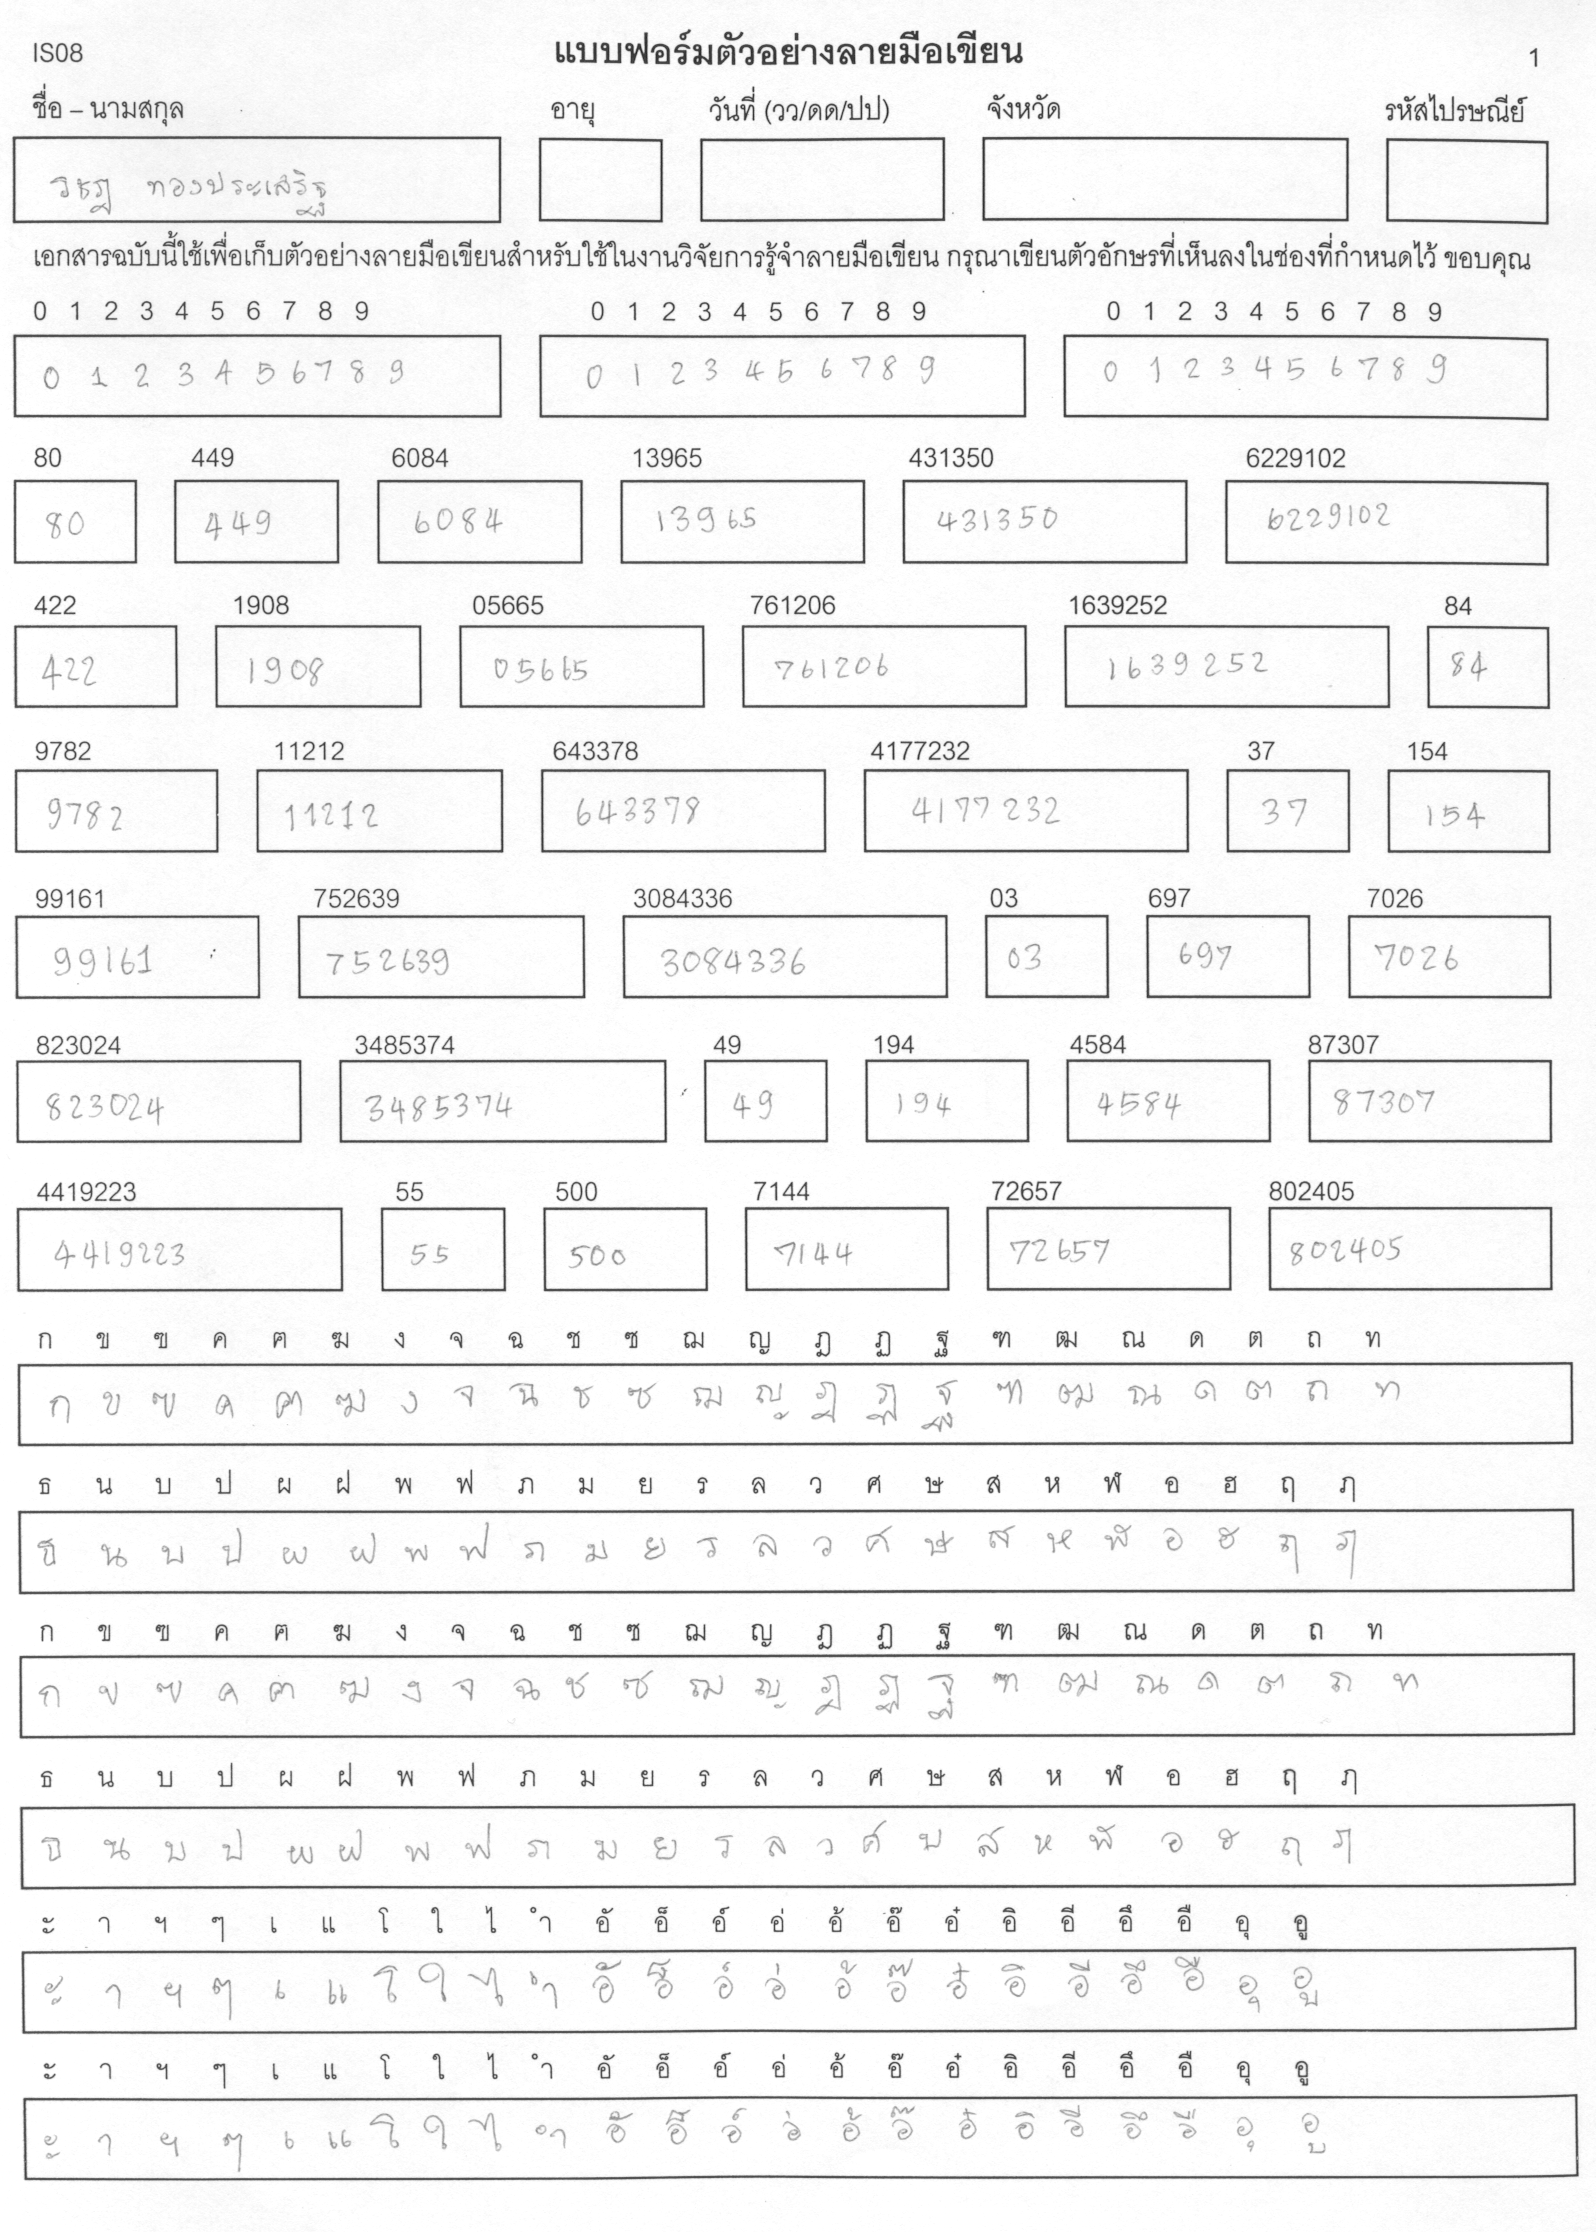 IS08 แบบฟอร์มตัวอย่างลายมือเขียน 1
ชื่อ – นามสกุล อายุ วันที่ (วว/ดด/ปป) จังหวัด รหัสไปรษณีย์
วิชฎ ทองประเสริฐ
เอกสารฉบับนี้ใช้เพื่อเก็บตัวอย่างลายมือเขียนสำหรับใช้ในงานวิจัยการรู้จำลายมือเขียน กรุณาเขียนตัวอักษรที่เห็นลงในช่องที่กำหนดไว้ ขอบคุณ
0 1 2 3 4 5 6 7 8 9 0 1 2 3 4 5 6 7 8 9 0 1 2 3 4 5 6 7 8 9
0 1 2 3 4 5 6 7 8 9 0 1 2 3 4 5 6 7 8 9 0 1 2 3 4 5 6 7 8 9
80 449 6084 13965 431350 6229102
80 449 6084 13965 431350 6229102
422 1908 05665 761206 1639252 84
422 1908 05665 761206 1639252 84
9782 11212 643378 4177232 37 154
9782 11212 643378 4177232 37 154
99161 752639 3084336 03 697 7026
99161 752639 3084336 03 697 7026
823024 3485374 49 194 4584 87307
823024 3485374 49 194 4584 87307
4419223 55 500 7144 72657 802405
4419223 55 500 7144 72657 802405
ก ข ฃ ค ฅ ฆ ง จ ฉ ช ซ ฌ ญ ฎ ฏ ฐ ฑ ฒ ณ ด ต ถ ท
ก ข ฃ ค ฅ ฆ ง จ ฉ ช ซ ฌ ญ ฎ ฏ ฐ ฑ ฒ ณ ด ต ถ ท
ธ น บ ป ผ ฝ พ ฟ ภ ม ย ร ล ว ศ ษ ส ห ฬ อ ฮ ฤ ฦ
ธ น บ ป ผ ฝ พ ฟ ภ ม ย ร ล ว ศ ษ ส ห ฬ อ ฮ ฤ ฦ
ก ข ฃ ค ฅ ฆ ง จ ฉ ช ซ ฌ ญ ฎ ฏ ฐ ฑ ฒ ณ ด ต ถ ท
ก ข ฃ ค ฅ ฆ ง จ ฉ ช ซ ฌ ญ ฎ ฏ ฐ ฑ ฒ ณ ด ต ถ ท
ธ น บ ป ผ ฝ พ ฟ ภ ม ย ร ล ว ศ ษ ส ห ฬ อ ฮ ฤ ฦ
ธ น บ ป ผ ฝ พ ฟ ภ ม ย ร ล ว ศ ษ ส ห ฬ อ ฮ ฤ ฦ
ะ า ฯ ๆ เ แ โ ใ ไ ำ อั อ็ อ์ อ่ อ้ อ๊ อ๋ อิ อี อึ อื อุ อู
ะ า ฯ ๆ เ แ โ ใ ไ ำ อั อ็ อ์ อ่ อ้ อ๊ อ๋ อิ อี อึ อื อุ อู
ะ า ฯ ๆ เ แ โ ใ ไ ำ อั อ็ อ์ อ่ อ้ อ๊ อ๋ อิ อี อึ อื อุ อู
ะ า ฯ ๆ เ แ โ ใ ไ ำ อั อ็ อ์ อ่ อ้ อ๊ อ๋ อิ อี อึ อื อุ อู